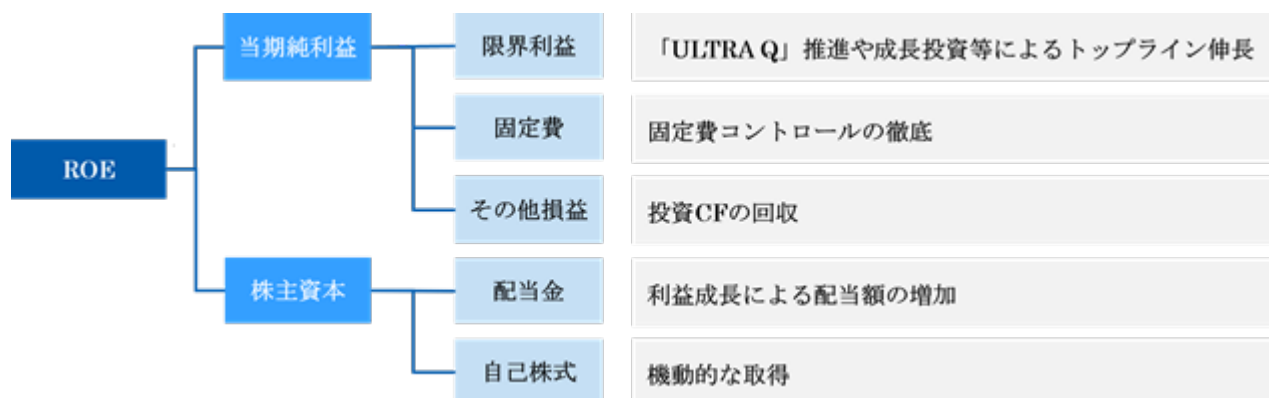 当期純利益
限界利益
「ULTRA Q」推進や成長投資等によるトップライン伸長
固定費
固定費コントロールの徹底
ROE
その他損益
投資CFの回収
株主資本
配当金
利益成長による配当額の増加
自己株式
機動的な取得